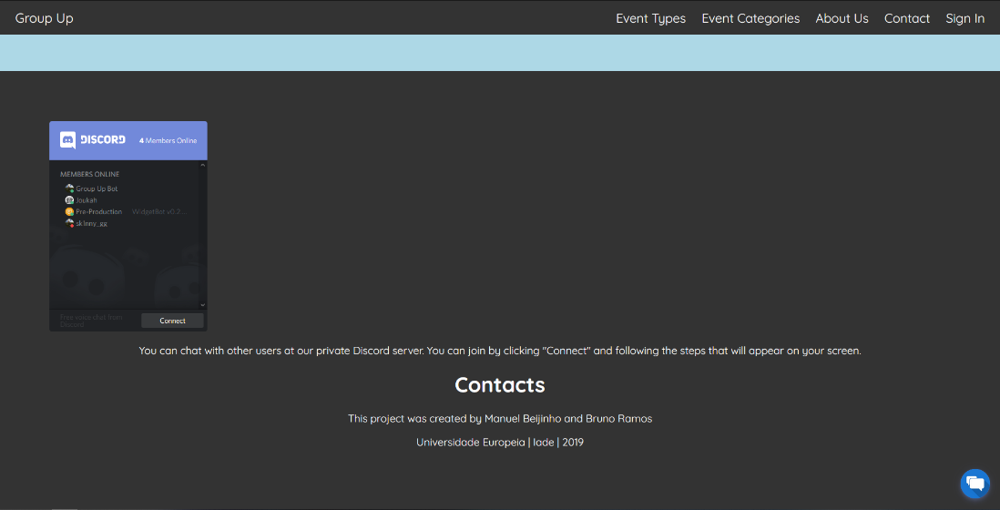 Group Up
Event Types Event Categories About Us Contact Sign In
DISCORD 4 Members Online
MEMBERS ONLINE
Group Up Bot
Joukah
Pre-Production WidgetBot v0.2...
sk1nny_gg
Free voice chat from
Discord
Connect
You can chat with other users at our private Discord server. You can join by clicking "Connect" and following the steps that will appear on your screen.
Contacts
This project was created by Manuel Beijinho and Bruno Ramos
Universidade Europeia | Iade | 2019